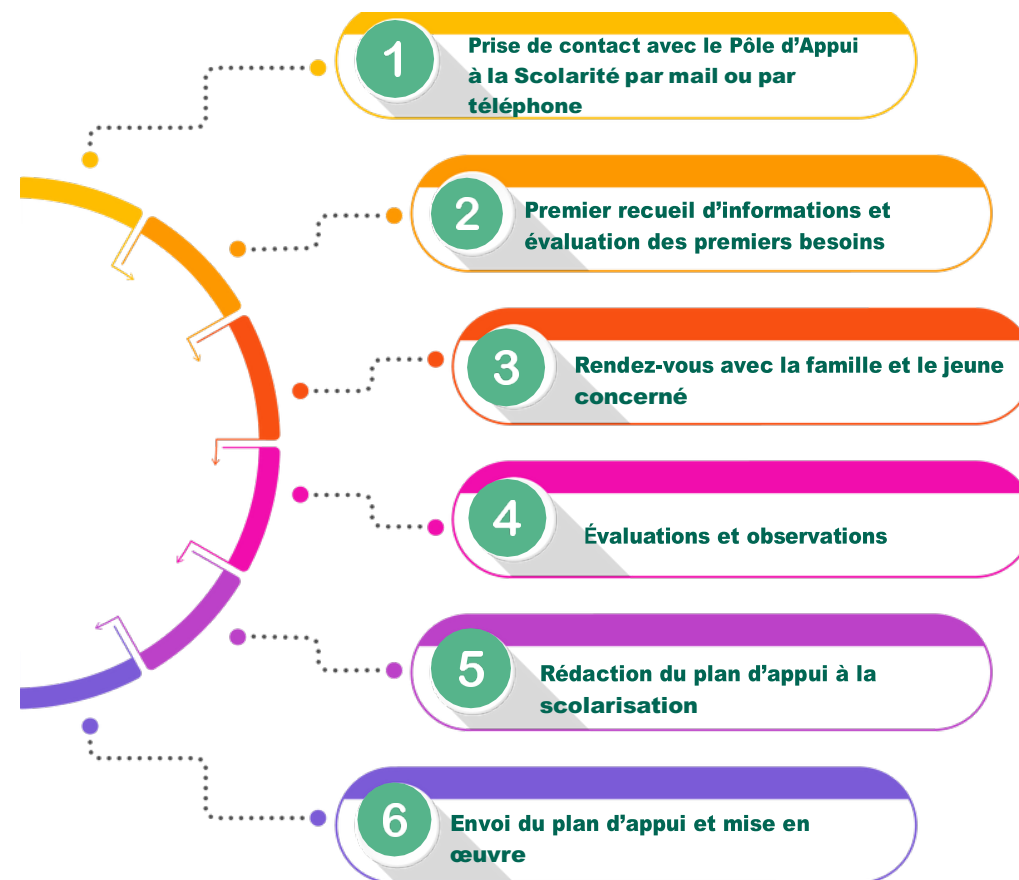 1
Prise de contact avec le Pôle d’Appui
à la Scolarité par mail ou par
téléphone
2
Premier recueil d’informations et
évaluation des premiers besoins
3
Rendez-vous avec la famille et le jeune
concerné
4
Évaluations et observations
5
Rédaction du plan d’appui à la
scolarisation
6
Envoi du plan d’appui et mise en
œuvre